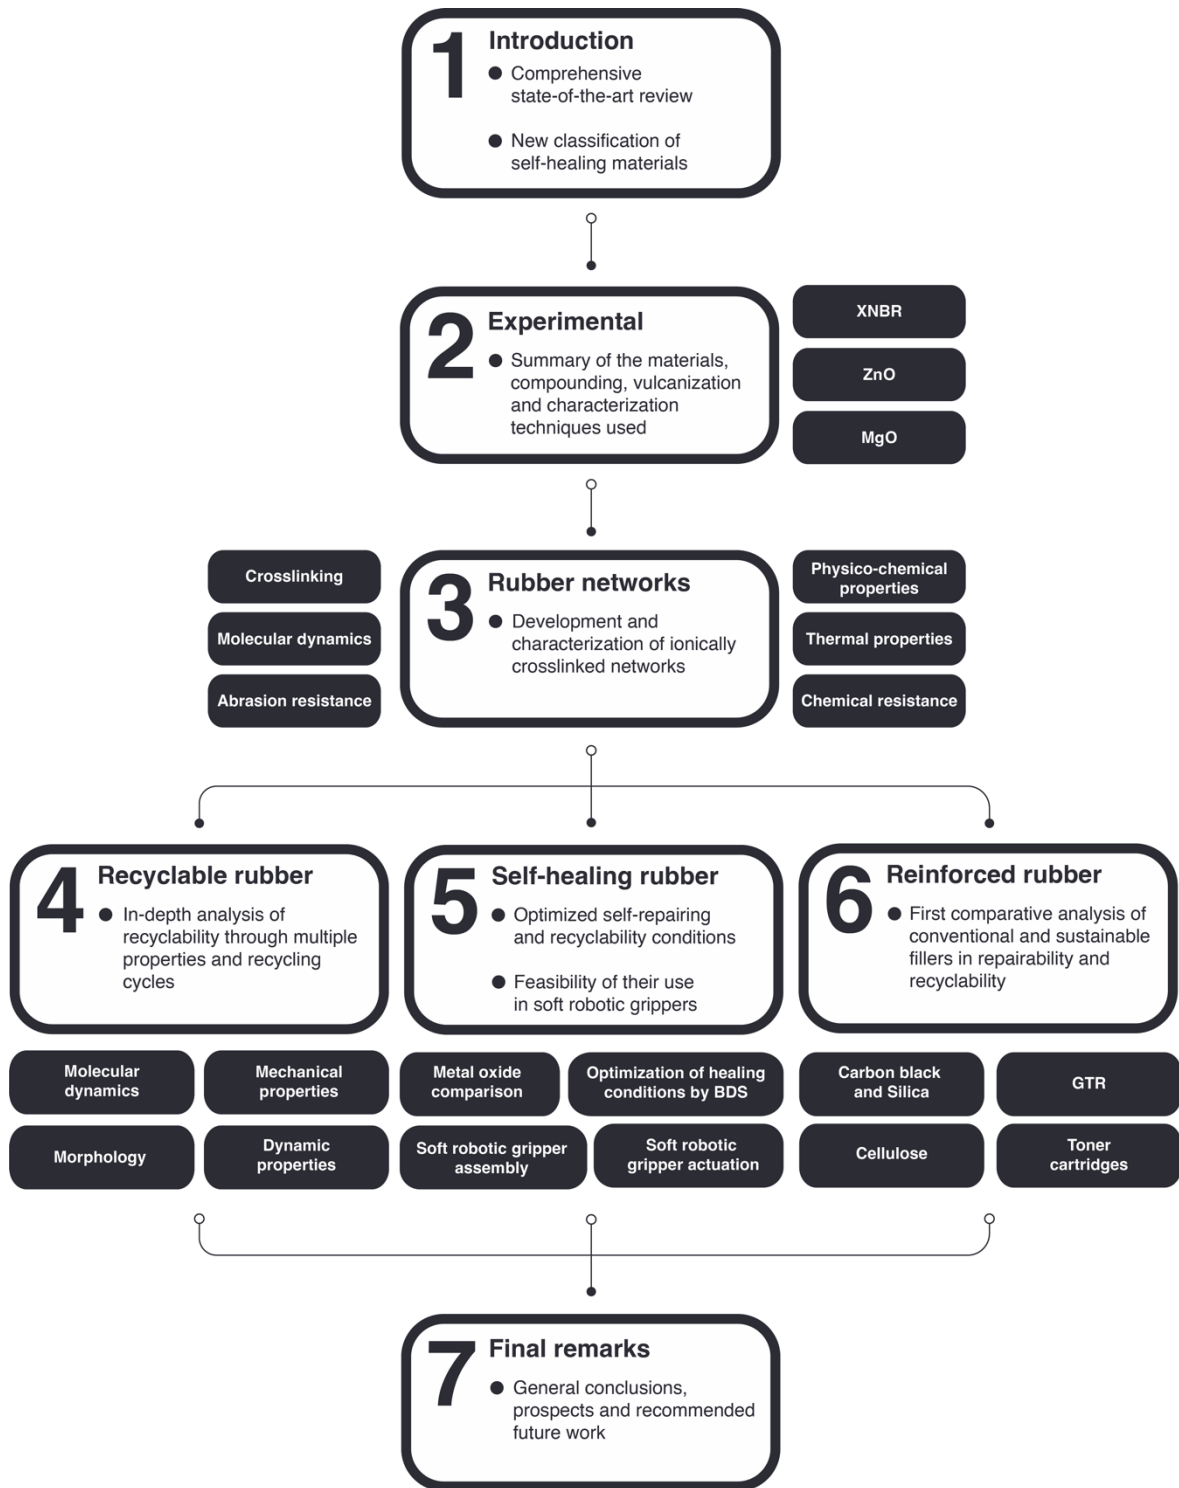 1
Introduction
● Comprehensive
state-of-the-art review
● New classification of
self-healing materials
2
Experimental
● Summary of the materials,
compounding, vulcanization
and characterization
techniques used
XNBR
ZnO
MgO
Crosslinking
Molecular dynamics
Abrasion resistance
3
Rubber networks
● Development and
characterization of ionically
crosslinked networks
Physico-chemical
properties
Thermal properties
Chemical resistance
4
Recyclable rubber
● In-depth analysis of
recyclability through multiple
properties and recycling
cycles
Molecular
dynamics
Mechanical
properties
Morphology
Dynamic
properties
5
Self-healing rubber
● Optimized self-repairing
and recyclability conditions
● Feasibility of their use
in soft robotic grippers
Metal oxide
comparison
Optimization of healing
conditions by BDS
Soft robotic gripper
assembly
Soft robotic
gripper actuation
6
Reinforced rubber
● First comparative analysis of
conventional and sustainable
fillers in repairability and
recyclability
Carbon black
and Silica
GTR
Cellulose
Toner
cartridges
7
Final remarks
● General conclusions,
prospects and recommended
future work